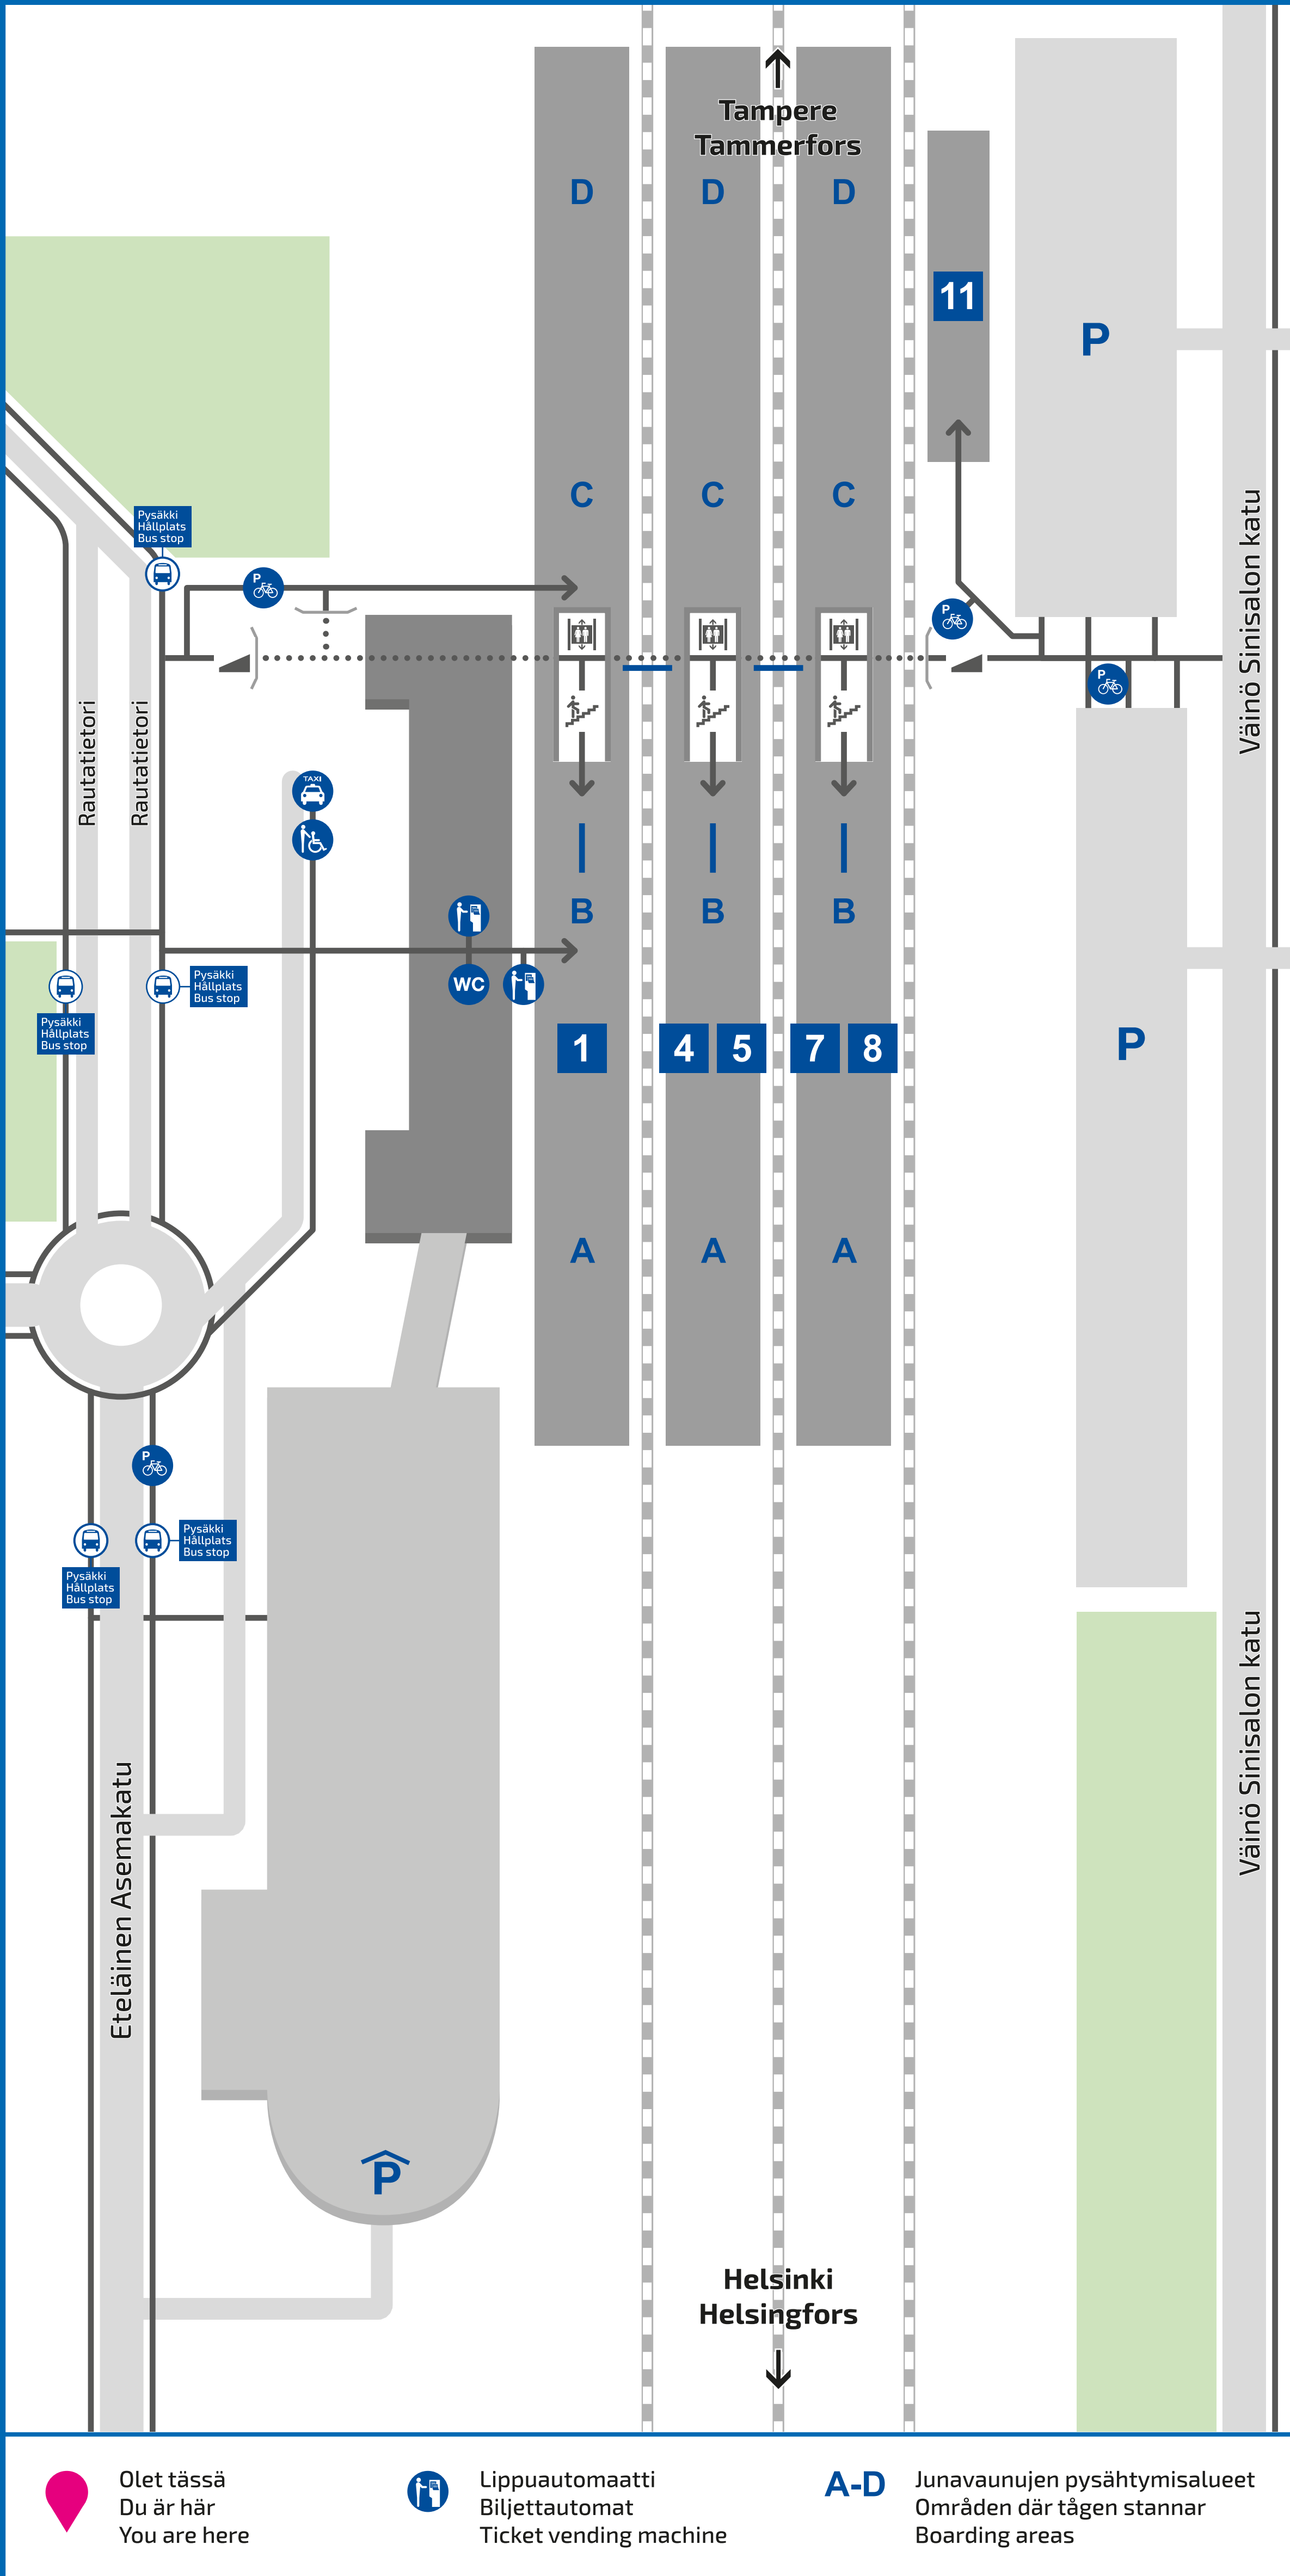 Tampere
Tammerfors
D
D
D
11
P
C
C
C
Pysäkki
Hållplats
Bus stop
P
P
P
Väinö Sinisalon katu
Rautatietori
Rautatietori
TAXI
B
B
B
WC
Pysäkki
Hållplats
Bus stop
Pysäkki
Hållplats
Bus stop
1
4
5
7
8
P
A
A
A
P
Pysäkki
Hållplats
Bus stop
Pysäkki
Hållplats
Bus stop
Eteläinen Asemakatu
Väinö Sinisalon katu
P
Helsinki
Helsingfors
Olet tässä
Du är här
You are here
Lippuautomaatti
Biljettautomat
Ticket vending machine
A-D
Junavaunujen pysähtymisalueet
Områden där tågen stannar
Boarding areas